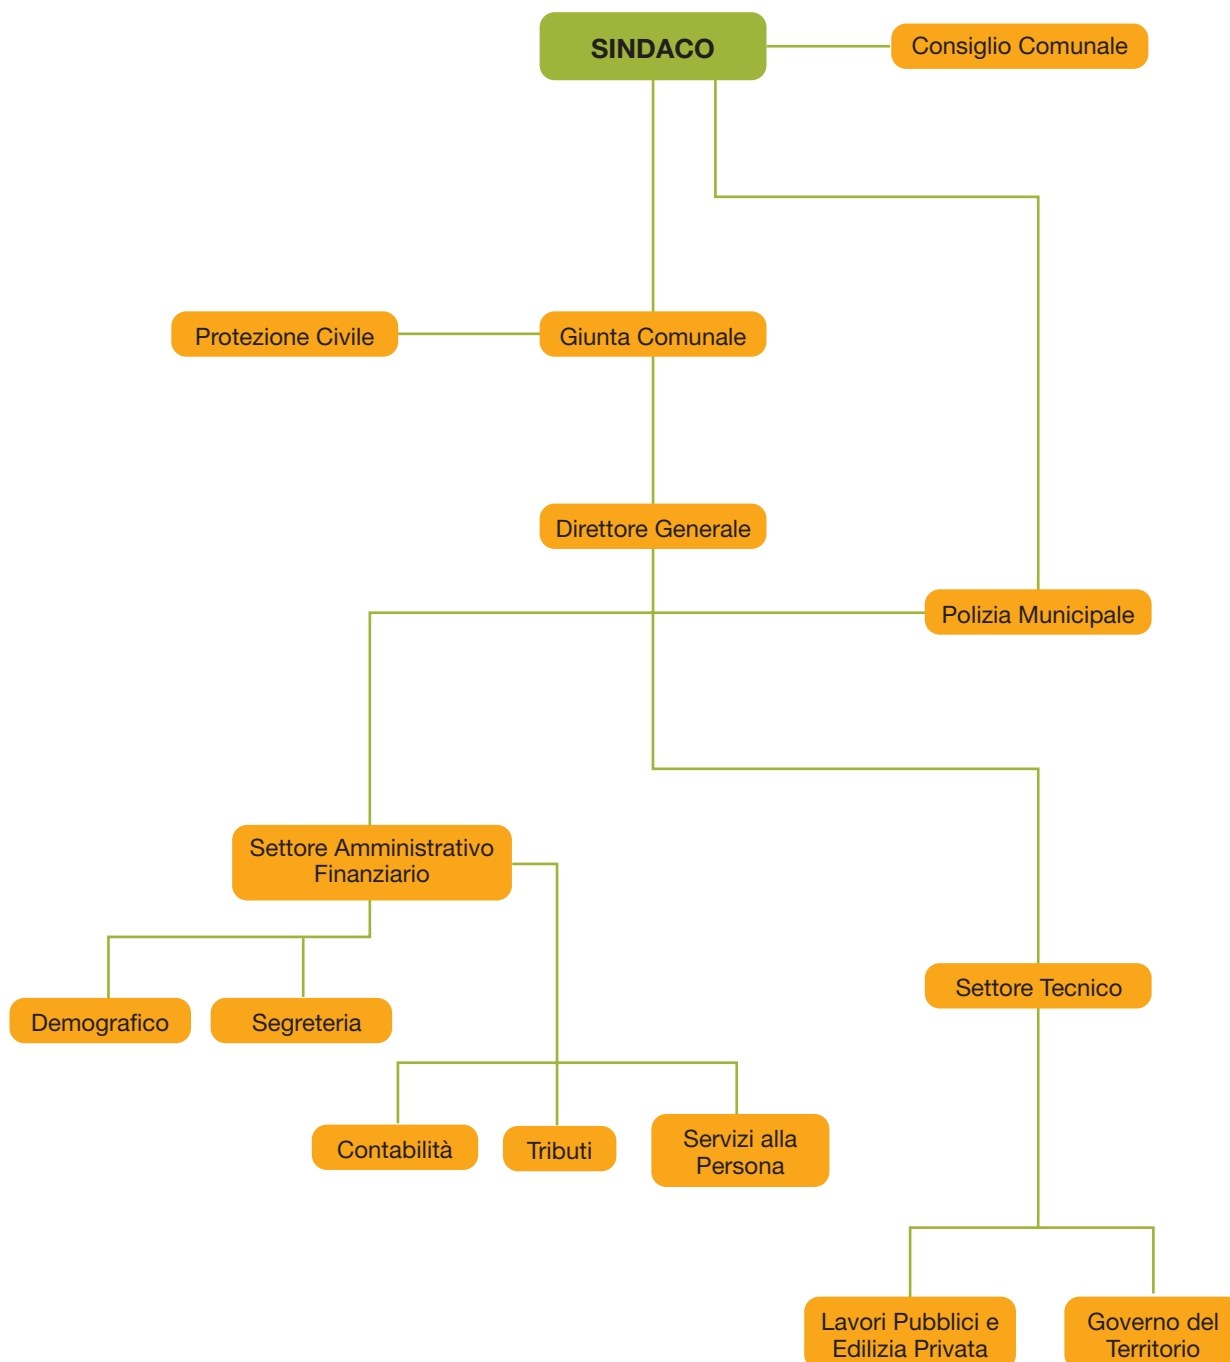 SINDACO
Consiglio Comunale
Protezione Civile
Giunta Comunale
Direttore Generale
Polizia Municipale
Settore Amministrativo
Finanziario
Settore Tecnico
Demografico
Segreteria
Contabilità
Tributi
Servizi alla
Persona
Lavori Pubblici e
Edilizia Privata
Governo del
Territorio